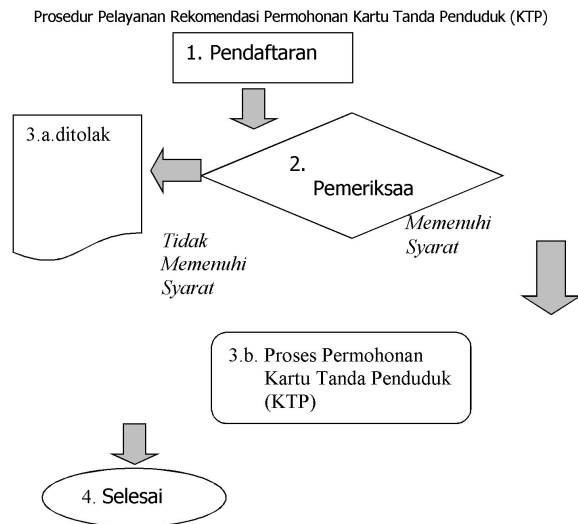 Prosedur Pelayanan Rekomendasi Permohonan Kartu Tanda Penduduk (KTP)
1. Pendaftaran
3.a.ditolak
2.
Pemeriksaa
Memenuhi
Syarat
Tidak
Memenuhi
Syarat
3.b. Proses Permohonan
Kartu Tanda Penduduk
(KTP)
4. Selesai